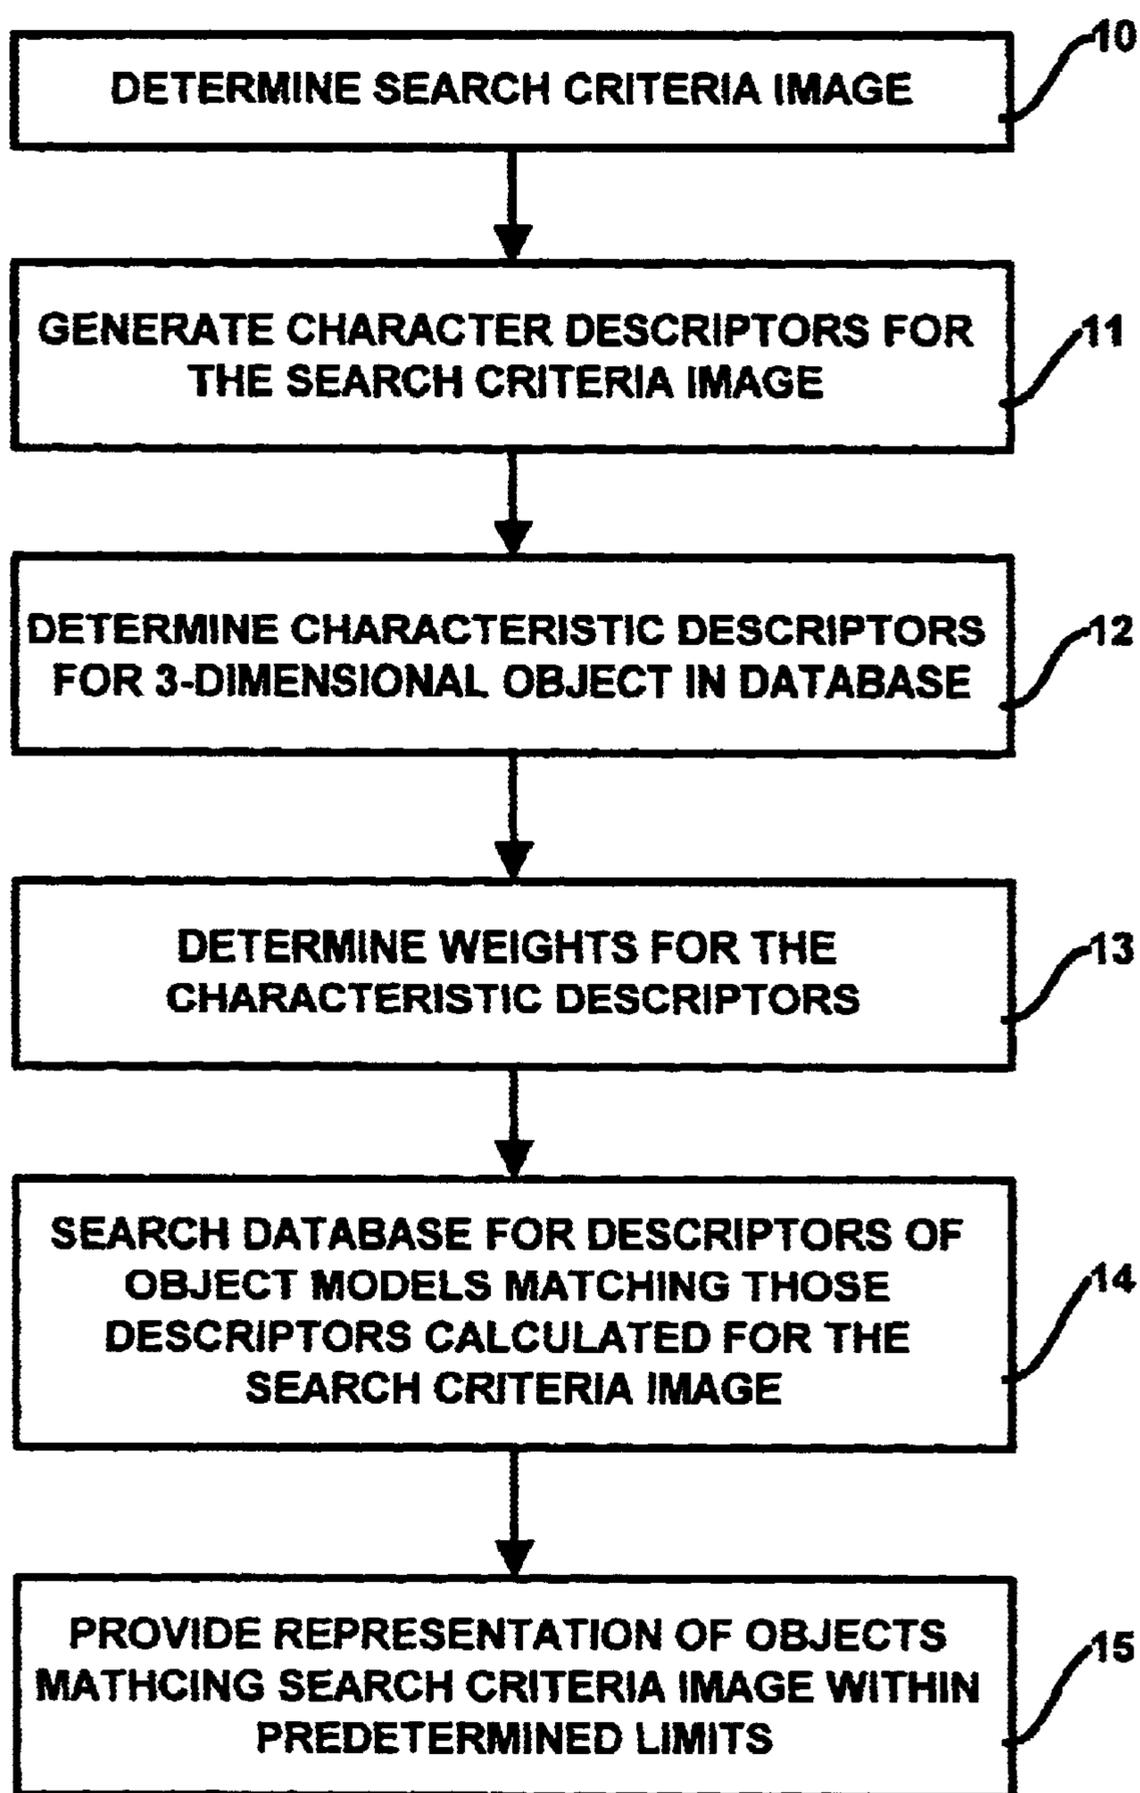 10
DETERMINE SEARCH CRITERIA IMAGE
GENERATE CHARACTER DESCRIPTORS FOR
THE SEARCH CRITERIA IMAGE
11
DETERMINE CHARACTERISTIC DESCRIPTORS
FOR 3-DIMENSIONAL OBJECT IN DATABASE
12
DETERMINE WEIGHTS FOR THE
CHARACTERISTIC DESCRIPTORS
13
SEARCH DATABASE FOR DESCRIPTORS OF
OBJECT MODELS MATCHING THOSE
DESCRIPTORS CALCULATED FOR THE
SEARCH CRITERIA IMAGE
14
PROVIDE REPRESENTATION OF OBJECTS
MATHCING SEARCH CRITERIA IMAGE WITHIN
PREDETERMINED LIMITS
15